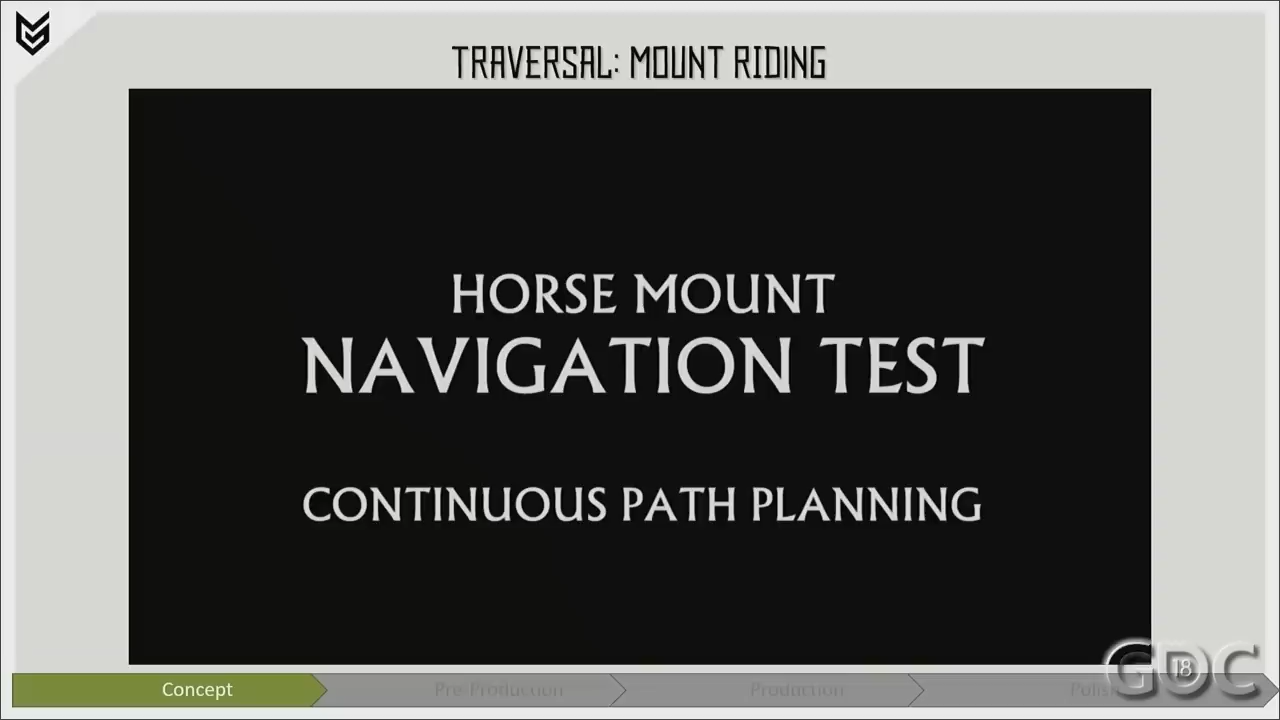 TRAVERSAL: MOUNT RIDING
HORSE MOUNT
NAVIGATION TEST
CONTINUOUS PATH PLANNING
Concept
Pre-Production
Production
GDC
18